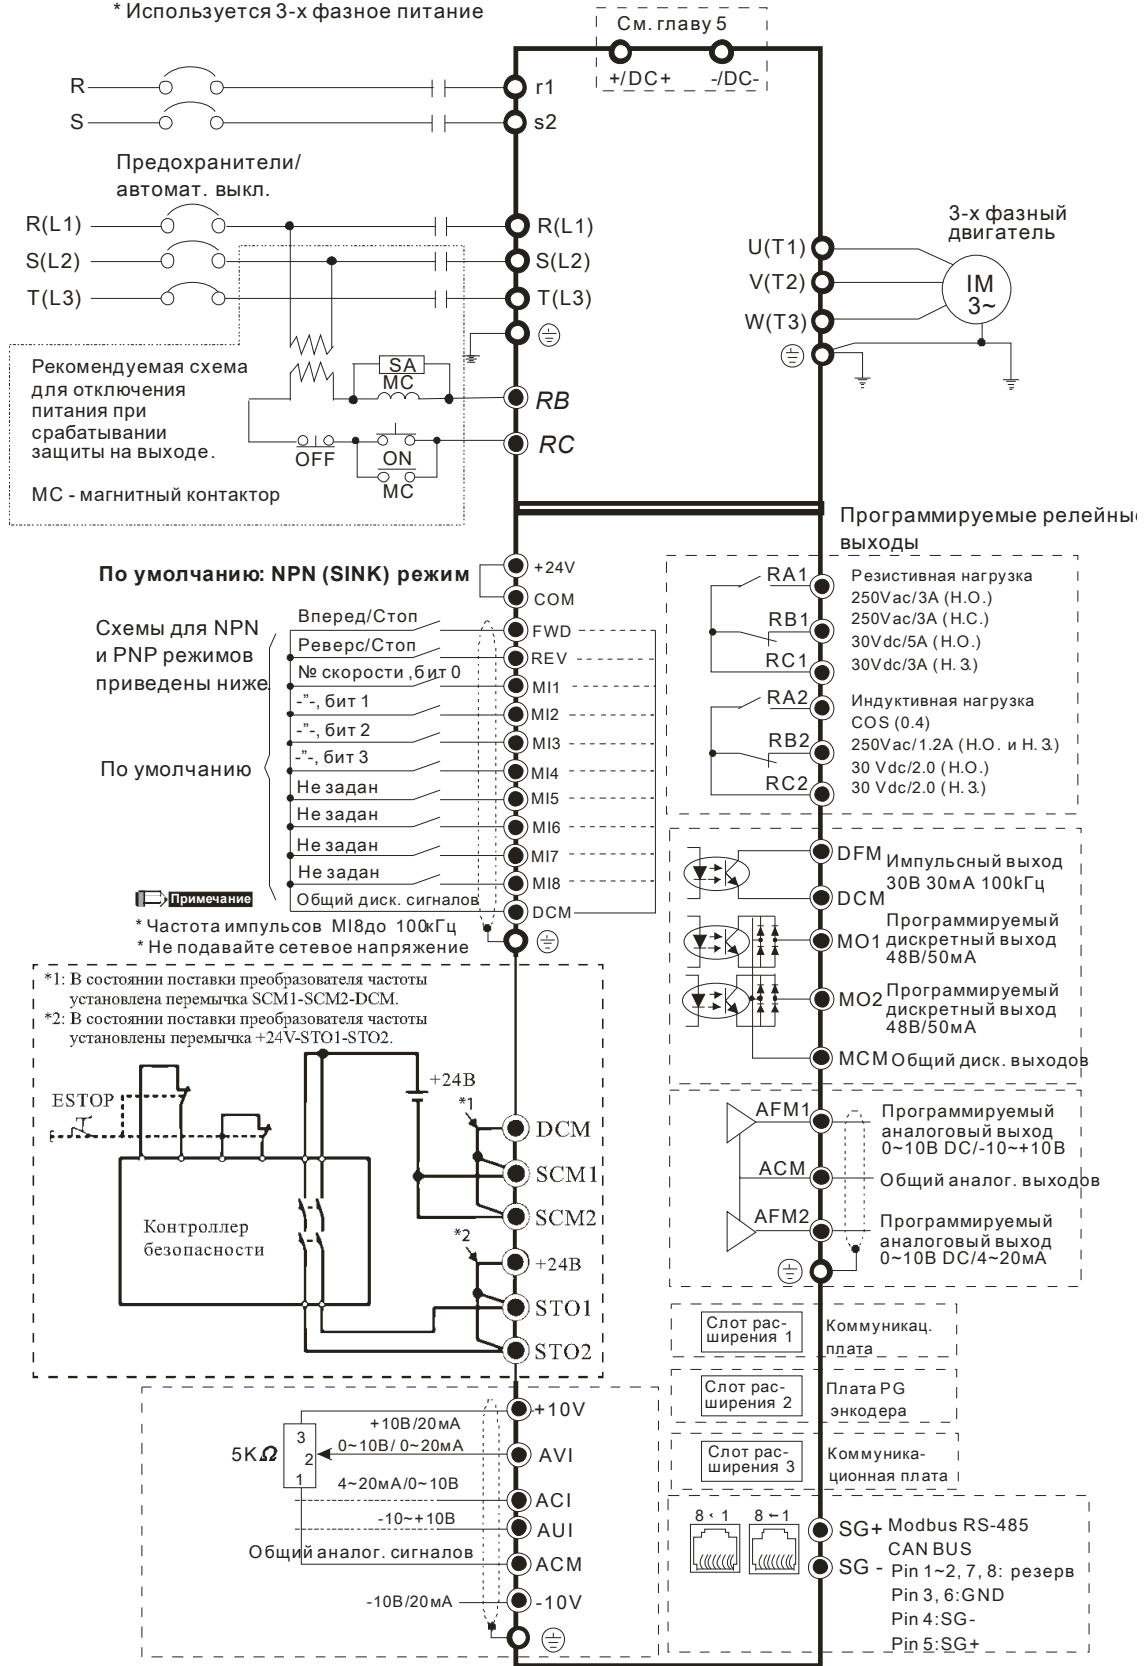 * Используется 3-х фазное питание
См. главу 5
+/DC+
-/DC-
R
r1
S
s2
Предохранители/
автомат. выкл.
R(L1)
R(L1)
S(L2)
S(L2)
T(L3)
T(L3)
3-х фазный
двигатель
U(T1)
V(T2)
W(T3)
IM
3~
Рекомендуемая схема
для отключения
питания при
срабатывании
защиты на выходе.
MC - магнитный контактор
SA
MC
RB
RC
OFF
ON
MC
По умолчанию: NPN (SINK) режим
+24V
COM
Схемы для NPN
и PNP режимов
приведены ниже
По умолчанию
Вперед/Стоп
FWD
Реверс/Стоп
REV
№ скорости, бит 0
MI1
-"-, бит 1
MI2
-"-, бит 2
MI3
-"-, бит 3
MI4
Не задан
MI5
Не задан
MI6
Не задан
MI7
Не задан
MI8
Общий диск. сигналов
DCM
Примечание
* Частота импульсов MI8до 100кГц
* Не подавайте сетевое напряжение
Программируемые релейные
выходы
RA1
RB1
RC1
Резистивная нагрузка
250Vac/3A (Н.О.)
250Vac/3A (Н.С.)
30Vdc/5A (Н.О.)
30Vdc/3A (Н.З.)
RA2
RB2
RC2
Индуктивная нагрузка
COS (0.4)
250Vac/1.2A (Н.О. и Н.З.)
30 Vdc/2.0 (Н.О.)
30 Vdc/2.0 (Н.З.)
DFM
DCM
Импульсный выход
30В 30мА 100kГц
MO1
Программируемый
дискретный выход
48В/50мА
MO2
Программируемый
дискретный выход
48В/50мА
MCM
Общий диск. выходов
*1: В состоянии поставки преобразователя частоты
установлена перемычка SCM1-SCM2-DCM.
*2: В состоянии поставки преобразователя частоты
установлены перемычка +24V-STO1-STO2.
ESTOP
+24В
*1
DCM
SCM1
SCM2
*2
+24В
STO1
STO2
Контроллер
безопасности
AFM1
Программируемый
аналоговый выход
0~10В DC/-10~+10В
ACM
Общий аналог. выходов
AFM2
Программируемый
аналоговый выход
0~10В DC/4~20мА
Слот рас-
ширения 1
Коммуникац.
плата
Слот рас-
ширения 2
Плата PG
энкодера
Слот рас-
ширения 3
Коммуника-
ционная плата
5KΩ
3
2
1
+10В/20мА
+10V
0~10В/ 0~20мА
AVI
4~20мА/0~10В
ACI
-10~+10В
AUI
Общий аналог. сигналов
ACM
-10В/20мА
-10V
8←1
8←1
SG+
SG -
Modbus RS-485
CAN BUS
Pin 1~2, 7, 8: резерв
Pin 3, 6:GND
Pin 4:SG-
Pin 5:SG+